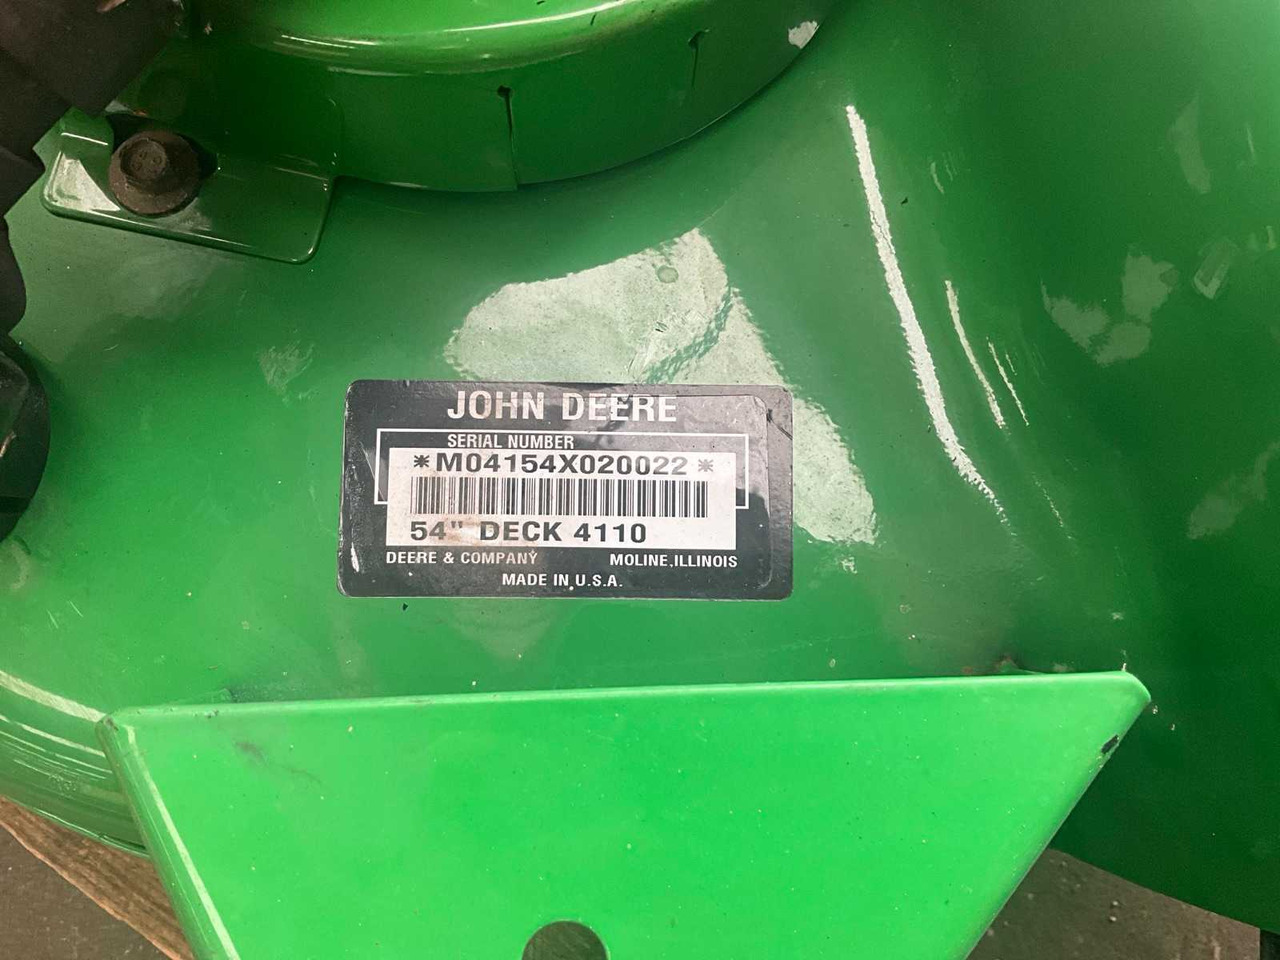 JOHN DEERE
SERIAL NUMBER
*M04154X020022*
54" DECK 4110
DEERE & COMPANY MOLINE, ILLINOIS
MADE IN U.S.A.